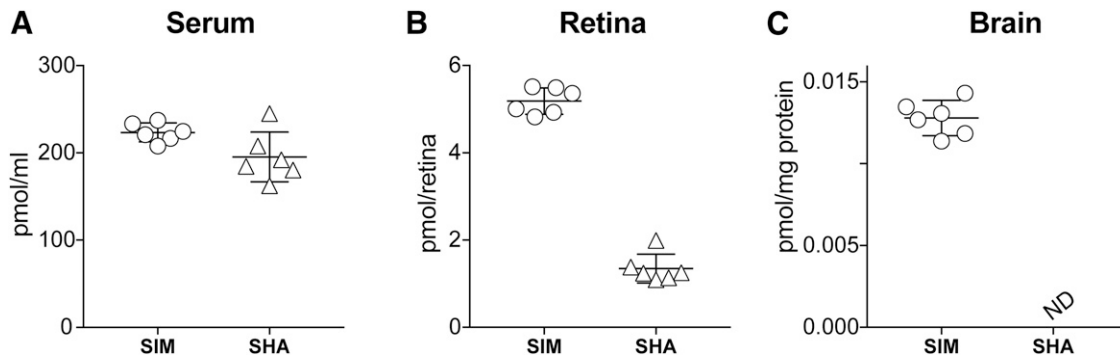 A Serum
pmol/ml
300
200
100
0
SIM SHA
B Retina
pmol/retina
6
4
2
0
SIM SHA
C Brain
pmol/mg protein
0.015
0.005
0.000
ND
SIM SHA